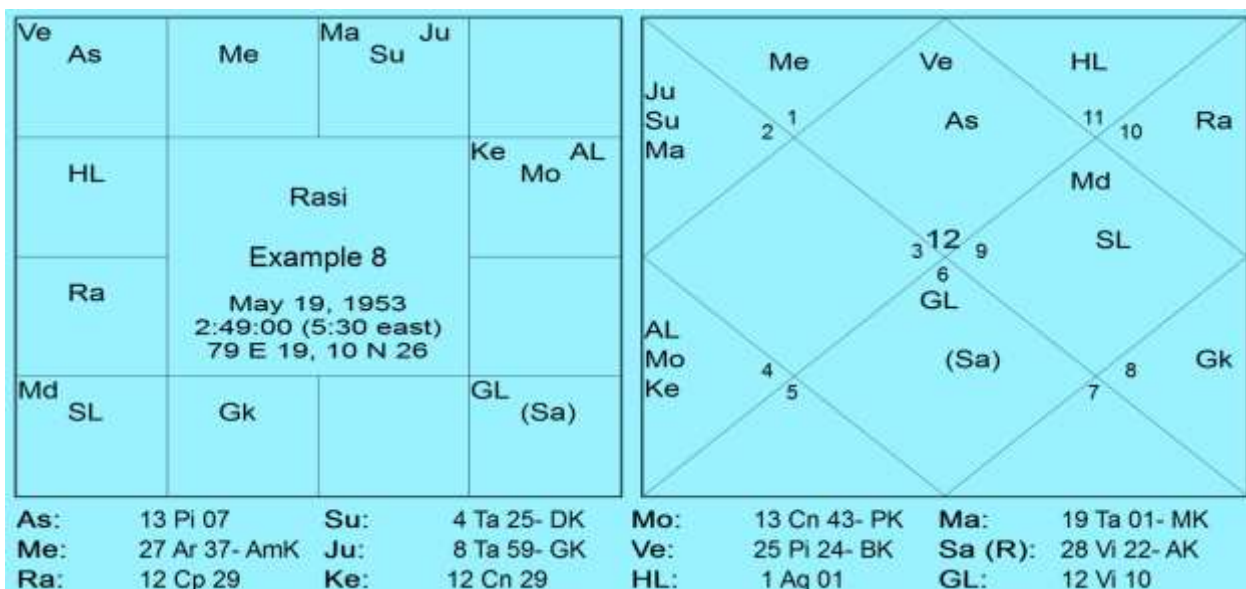 Ve
As
Me
Ma Ju
Su
HL
Rasi
Ke AL
Mo
Example 8
May 19, 1953
2:49:00 (5:30 east)
79 E 19, 10 N 26
Ra
Md
SL
Gk
GL
(Sa)
Me Ve HL
Ju
Su
Ma
2 1
As
11 10
Ra
Md
SL
12
3 9
6
GL
AL
Mo
Ke
4 5
(Sa)
8 7
Gk
As: 13 Pi 07 Su: 4 Ta 25- DK Mo: 13 Cn 43- PK Ma: 19 Ta 01- MK
Me: 27 Ar 37- AmK Ju: 8 Ta 59- GK Ve: 25 Pi 24- BK Sa (R): 28 Vi 22- AK
Ra: 12 Cp 29 Ke: 12 Cn 29 HL: 1 Aq 01 GL: 12 Vi 10